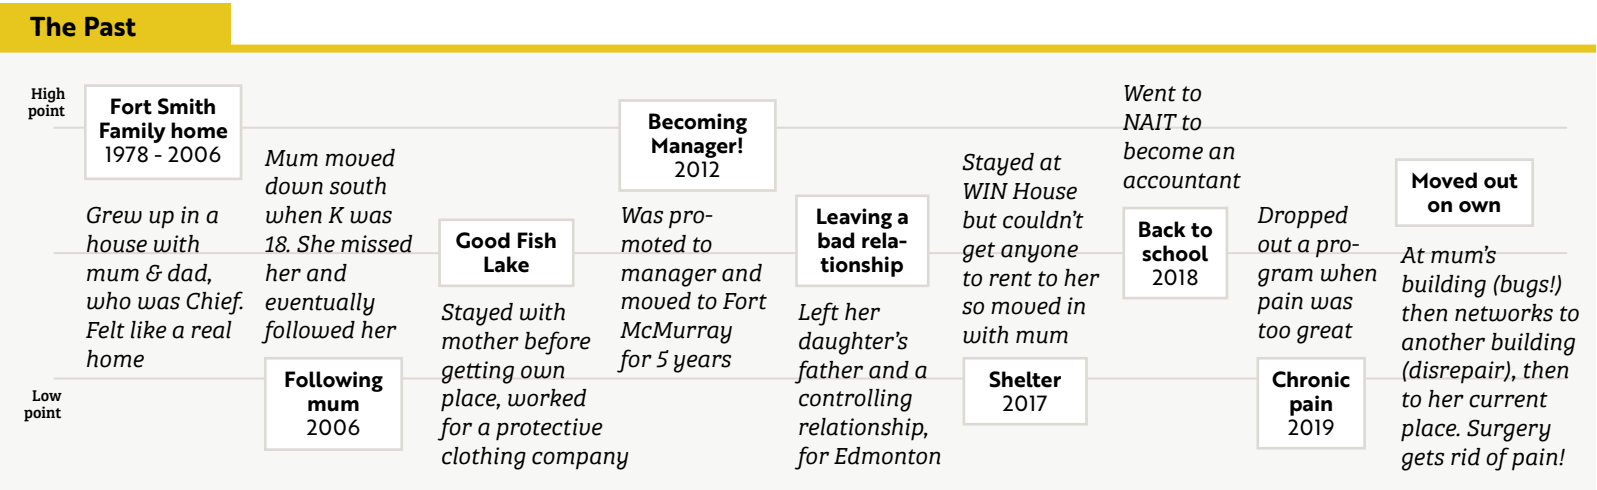 The Past
High
point
Fort Smith
Family home
1978 - 2006
Grew up in a
house with
mum & dad,
who was Chief.
Felt like a real
home
Mum moved
down south
when K was
18. She missed
her and
eventually
followed her
Following
mum
2006
Good Fish
Lake
Stayed with
mother before
getting own
place, worked
for a protective
clothing company
Becoming
Manager!
2012
Was pro-
moted to
manager and
moved to Fort
McMurray
for 5 years
Leaving a
bad rela-
tionship
Left her
daughter's
father and a
controlling
relationship,
for Edmonton
Stayed at
WIN House
but couldn't
get anyone
to rent to her
so moved in
with mum
Shelter
2017
Went to
NAIT to
become an
accountant
Back to
school
2018
Dropped
out a pro-
gram when
pain was
too great
Chronic
pain
2019
Moved out
on own
At mum's
building (bugs!)
then networks to
another building
(disrepair), then
to her current
place. Surgery
gets rid of pain!
Low
point